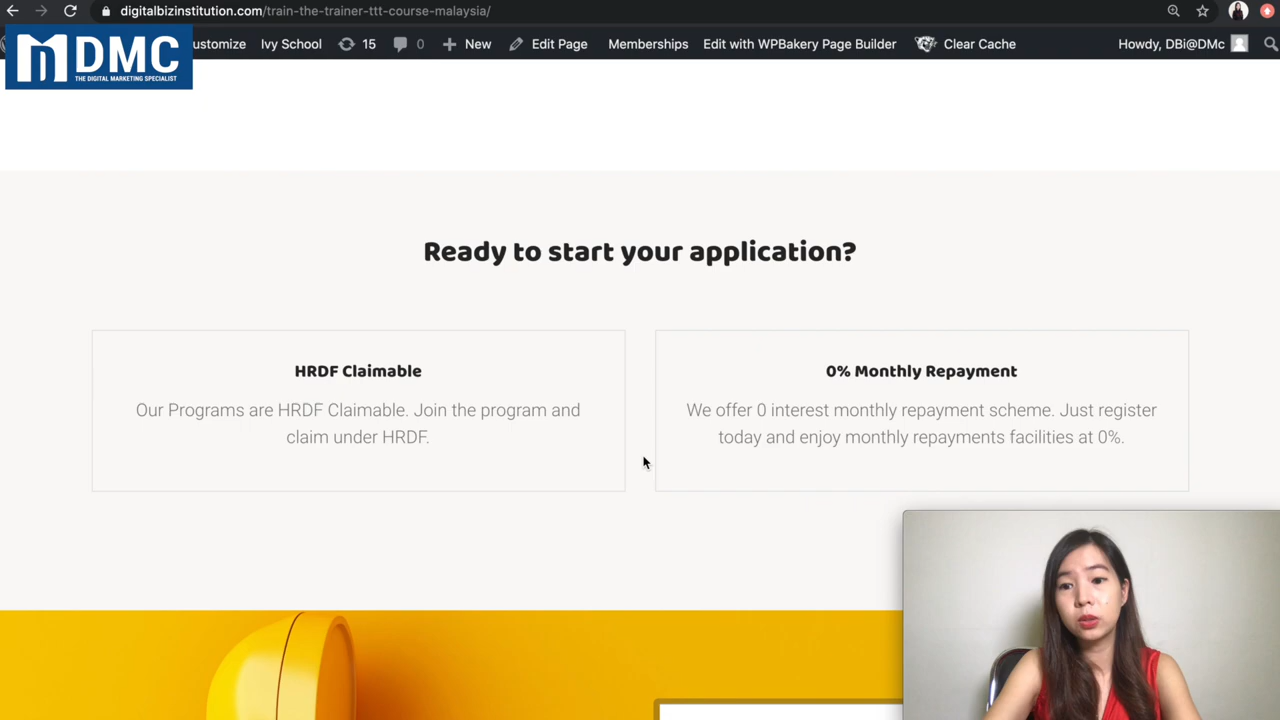 digitalbizinstitution.com/train-the-trainer-ttt-course-malaysia/
DMC
THE DIGITAL MARKETING SPECIALIST
ustomize Ivy School 15 0 New Edit Page Memberships Edit with WPBakery Page Builder Clear Cache Howdy, DBi@DMc
Ready to start your application?
HRDF Claimable
Our Programs are HRDF Claimable. Join the program and
claim under HRDF.
0% Monthly Repayment
We offer 0 interest monthly repayment scheme. Just register
today and enjoy monthly repayments facilities at 0%.